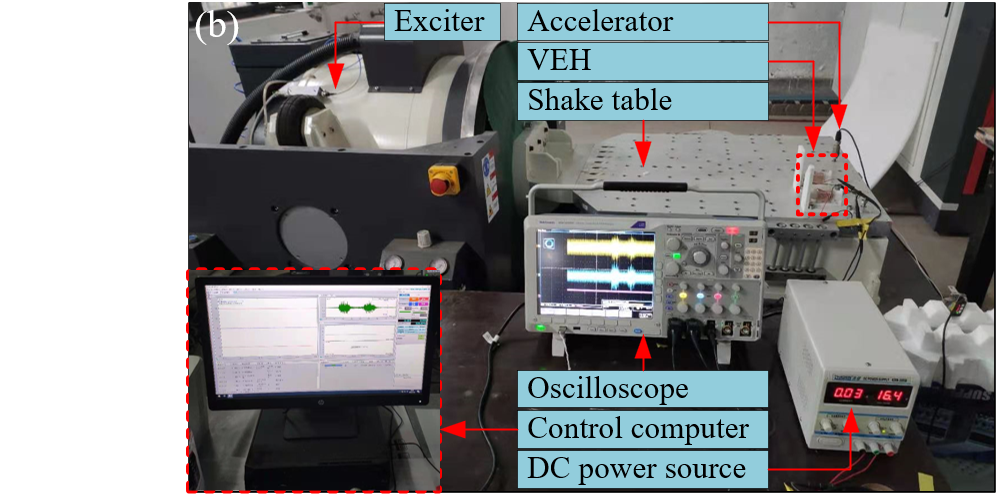 (b)
Exciter
Accelerator
VEH
Shake table
Oscilloscope
Control computer
DC power source
0.03 16.4